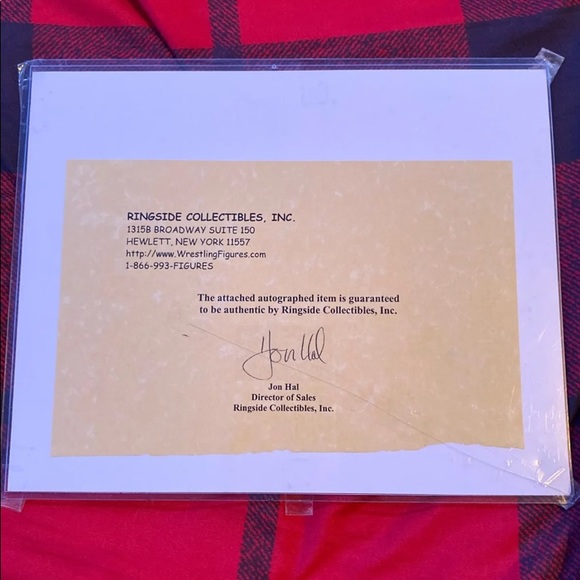 RINGSIDE COLLECTIBLES, INC.
1315B BROADWAY SUITE 150
HEWLETT, NEW YORK 11557
http://www.WrestlingFigures.com
1-866-993-FIGURES
The attached autographed item is guaranteed
to be authentic by Ringside Collectibles, Inc.
Jon Hal
Jon Hal
Director of Sales
Ringside Collectibles, Inc.